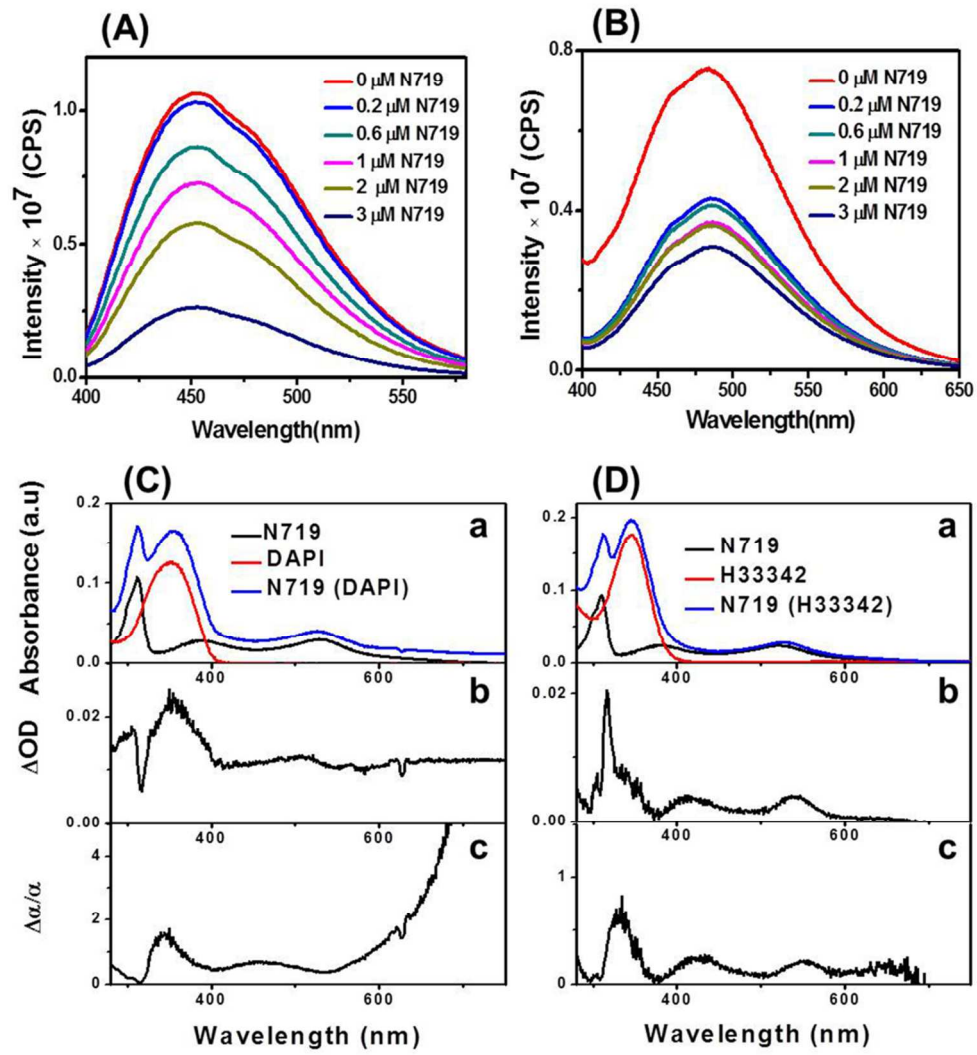 (A)
Intensity × 10⁷ (CPS)
1.0
0.5
0.0
0 µM N719
0.2 µM N719
0.6 µM N719
1 µM N719
2 µM N719
3 µM N719
400 450 500 550
Wavelength(nm)
(B)
Intensity × 10⁷ (CPS)
0.8
0.4
0.0
0 µM N719
0.2 µM N719
0.6 µM N719
1 µM N719
2 µM N719
3 µM N719
400 450 500 550 600 650
Wavelength(nm)
(C)
Absorbance (a.u)
0.2
0.1
0.0
a
N719
DAPI
N719 (DAPI)
400 600
ΔOD
0.02
0.00
b
400 600
Δα/α
4
2
0
c
400 600
Wavelength (nm)
(D)
0.2
0.1
0.0
a
N719
H33342
N719 (H33342)
400 600
0.02
0.00
b
400 600
1
0
c
400 600
Wavelength (nm)